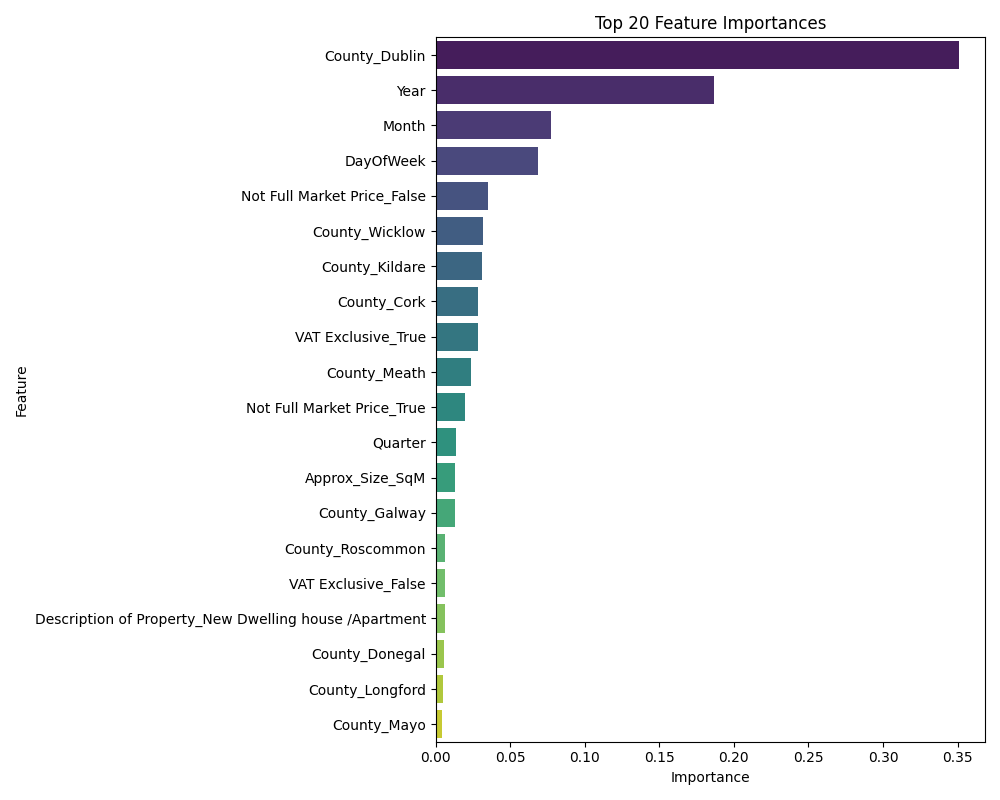 Top 20 Feature Importances
County_Dublin
Year
Month
DayOfWeek
Not Full Market Price_False
County_Wicklow
County_Kildare
County_Cork
VAT Exclusive_True
County_Meath
Not Full Market Price_True
Quarter
Approx_Size_SqM
County_Galway
County_Roscommon
VAT Exclusive_False
Description of Property_New Dwelling house /Apartment
County_Donegal
County_Longford
County_Mayo
Feature
0.00 0.05 0.10 0.15 0.20 0.25 0.30 0.35
Importance